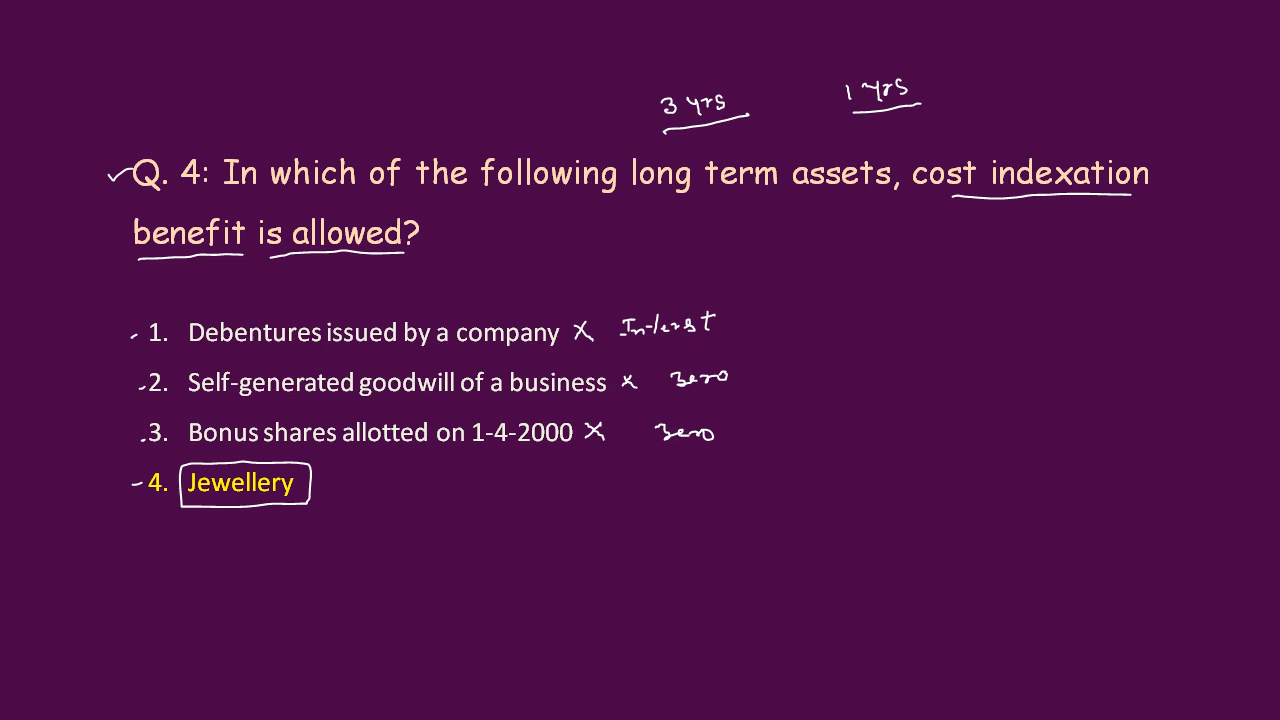 3 yrs 1 yrs
Q. 4: In which of the following long term assets, cost indexation
benefit is allowed?
1. Debentures issued by a company X Interest
2. Self-generated goodwill of a business x zero
3. Bonus shares allotted on 1-4-2000 X zero
4. Jewellery